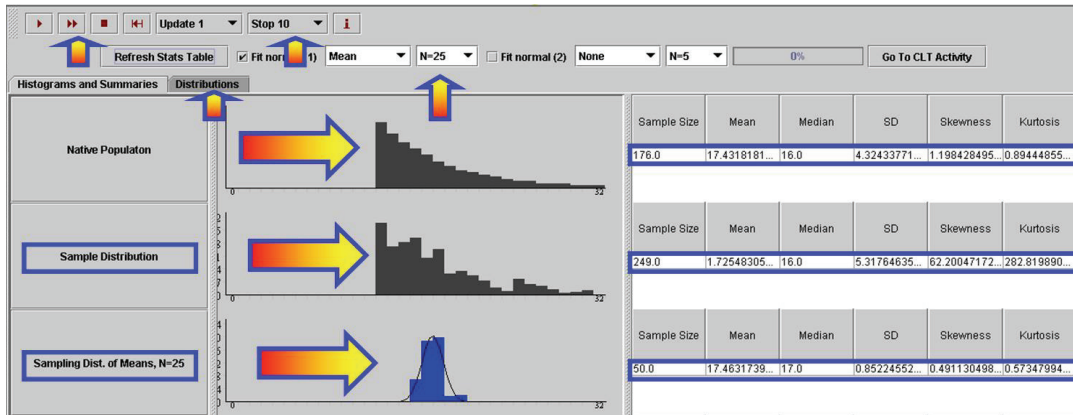 Update 1 Stop 10 i
Refresh Stats Table Fit nor 1) Mean N=25 Fit normal (2) None N=5 0% Go To CLT Activity
Histograms and Summaries Distributions
Native Populaton
0 32
Sample Size Mean Median SD Skewness Kurtosis
176.0 17.4318181... 16.0 4.32433771... 1.198428495... 0.89444855...
Sample Distribution
0 32
Sample Size Mean Median SD Skewness Kurtosis
249.0 1.72548305... 16.0 5.31764635... 62.20047172... 282.819890...
Sampling Dist. of Means, N=25
0 32
Sample Size Mean Median SD Skewness Kurtosis
50.0 17.4631739... 17.0 0.85224552... 0.491130498... 0.57347994...